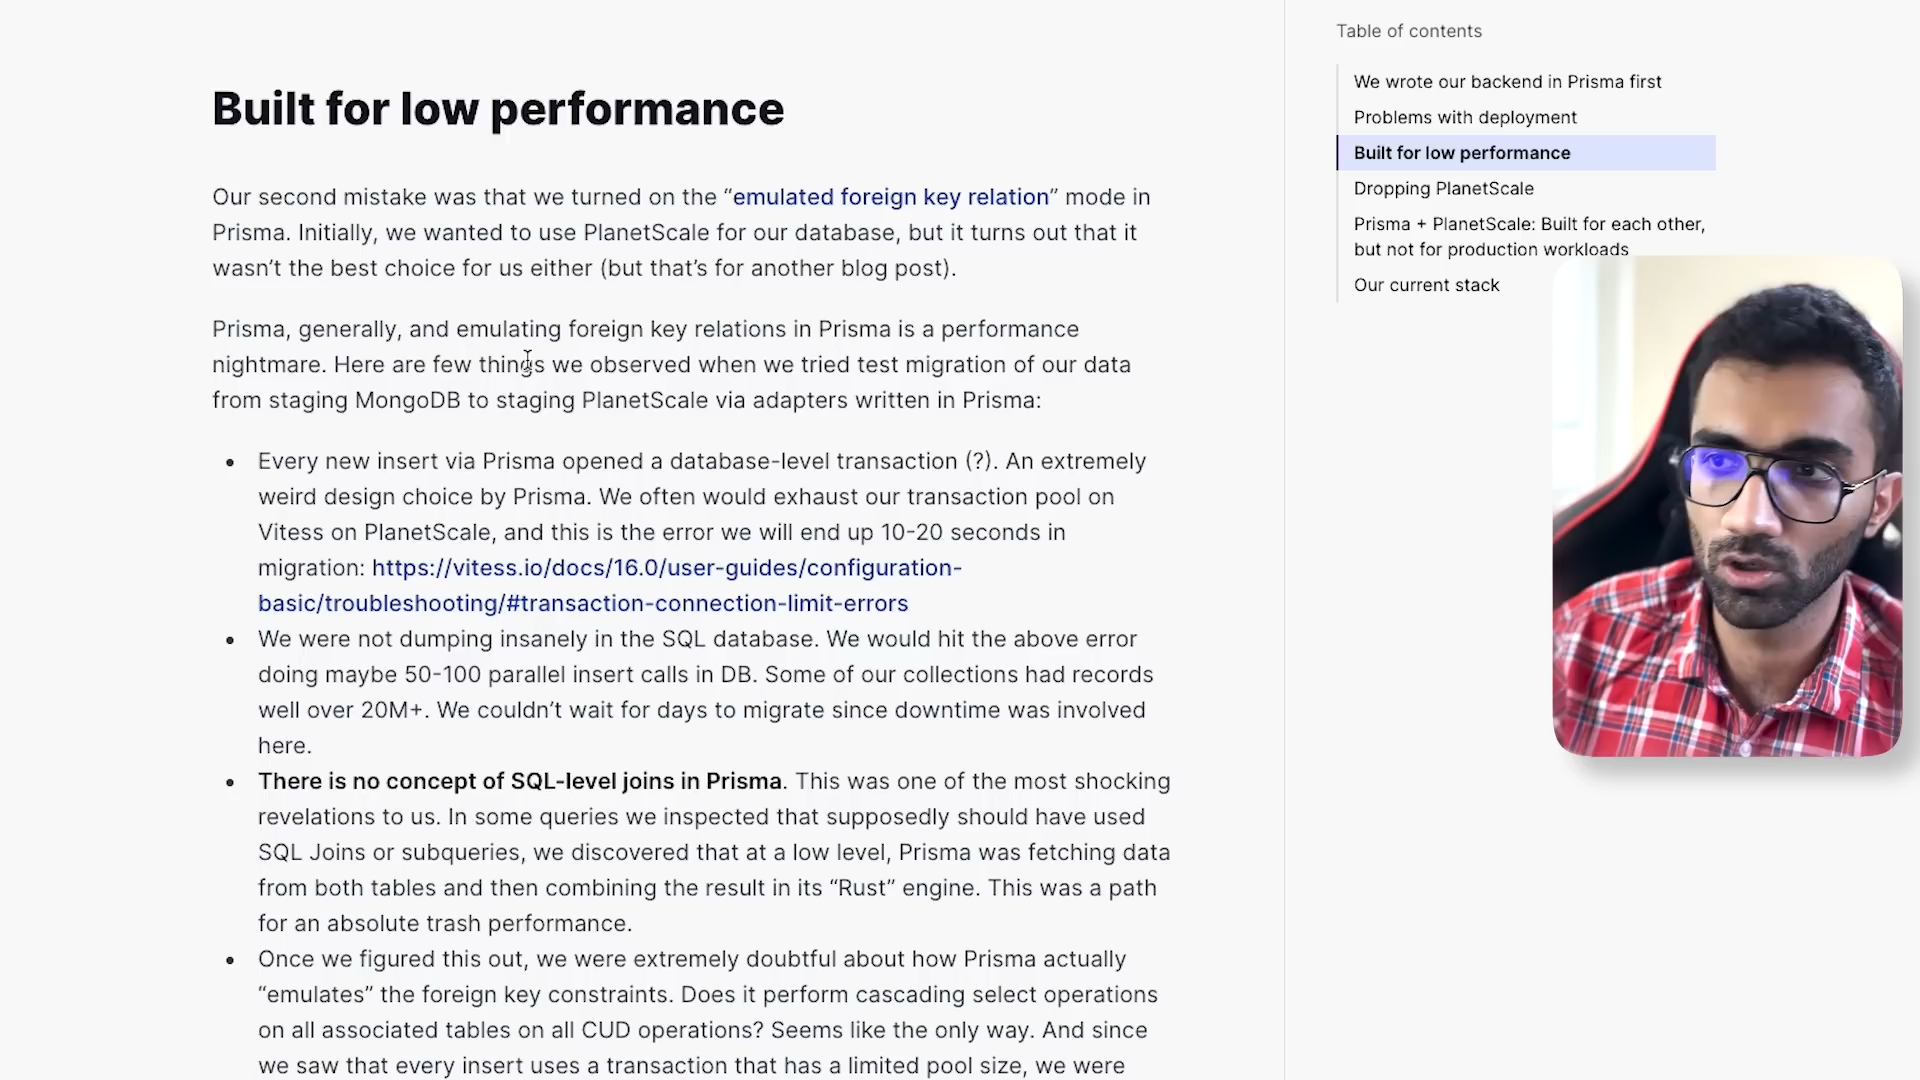 Built for low performance
Our second mistake was that we turned on the “emulated foreign key relation” mode in
Prisma. Initially, we wanted to use PlanetScale for our database, but it turns out that it
wasn’t the best choice for us either (but that’s for another blog post).
Prisma, generally, and emulating foreign key relations in Prisma is a performance
nightmare. Here are few things we observed when we tried test migration of our data
from staging MongoDB to staging PlanetScale via adapters written in Prisma:
• Every new insert via Prisma opened a database-level transaction (?). An extremely
weird design choice by Prisma. We often would exhaust our transaction pool on
Vitess on PlanetScale, and this is the error we will end up 10-20 seconds in
migration: https://vitess.io/docs/16.0/user-guides/configuration-
basic/troubleshooting/#transaction-connection-limit-errors
• We were not dumping insanely in the SQL database. We would hit the above error
doing maybe 50-100 parallel insert calls in DB. Some of our collections had records
well over 20M+. We couldn’t wait for days to migrate since downtime was involved
here.
• There is no concept of SQL-level joins in Prisma. This was one of the most shocking
revelations to us. In some queries we inspected that supposedly should have used
SQL Joins or subqueries, we discovered that at a low level, Prisma was fetching data
from both tables and then combining the result in its “Rust” engine. This was a path
for an absolute trash performance.
• Once we figured this out, we were extremely doubtful about how Prisma actually
“emulates” the foreign key constraints. Does it perform cascading select operations
on all associated tables on all CUD operations? Seems like the only way. And since
we saw that every insert uses a transaction that has a limited pool size, we were
Table of contents
We wrote our backend in Prisma first
Problems with deployment
Built for low performance
Dropping PlanetScale
Prisma + PlanetScale: Built for each other,
but not for production workloads
Our current stack